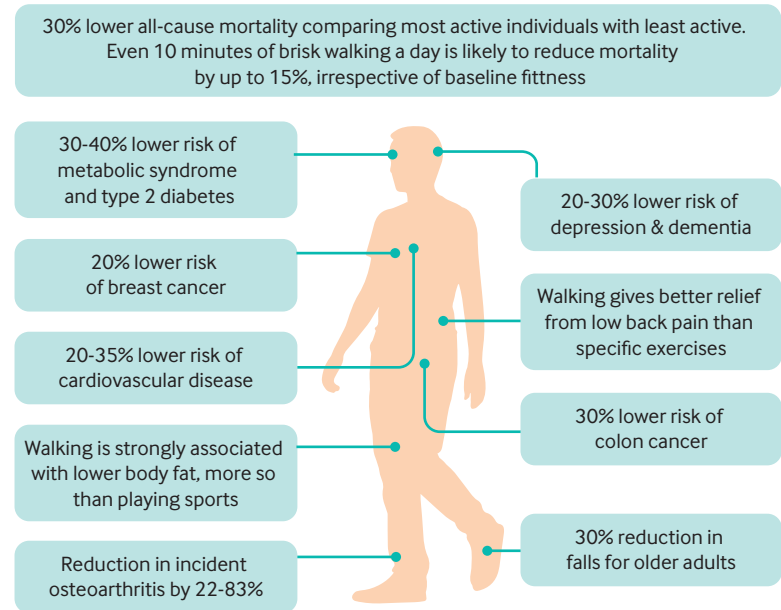 30% lower all-cause mortality comparing most active individuals with least active.
Even 10 minutes of brisk walking a day is likely to reduce mortality
by up to 15%, irrespective of baseline fittness
30-40% lower risk of
metabolic syndrome
and type 2 diabetes
20-30% lower risk of
depression & dementia
20% lower risk
of breast cancer
Walking gives better relief
from low back pain than
specific exercises
20-35% lower risk of
cardiovascular disease
30% lower risk of
colon cancer
Walking is strongly associated
with lower body fat, more so
than playing sports
30% reduction in
falls for older adults
Reduction in incident
osteoarthritis by 22-83%